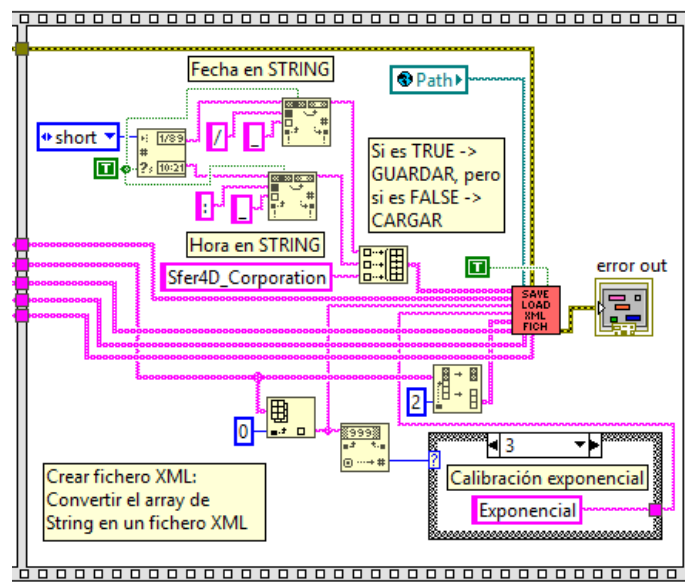 Fecha en STRING
Path
short
1/89
#
?
10:21
T
/
_
#
Si es TRUE ->
GUARDAR, pero
si es FALSE ->
CARGAR
:
_
#
Hora en STRING
Sfer4D_Corporation
T
error out
SAVE
LOAD
XML
FICH
2
0
999
#
3
?
Calibración exponencial
Exponencial
Crear fichero XML:
Convertir el array de
String en un fichero XML